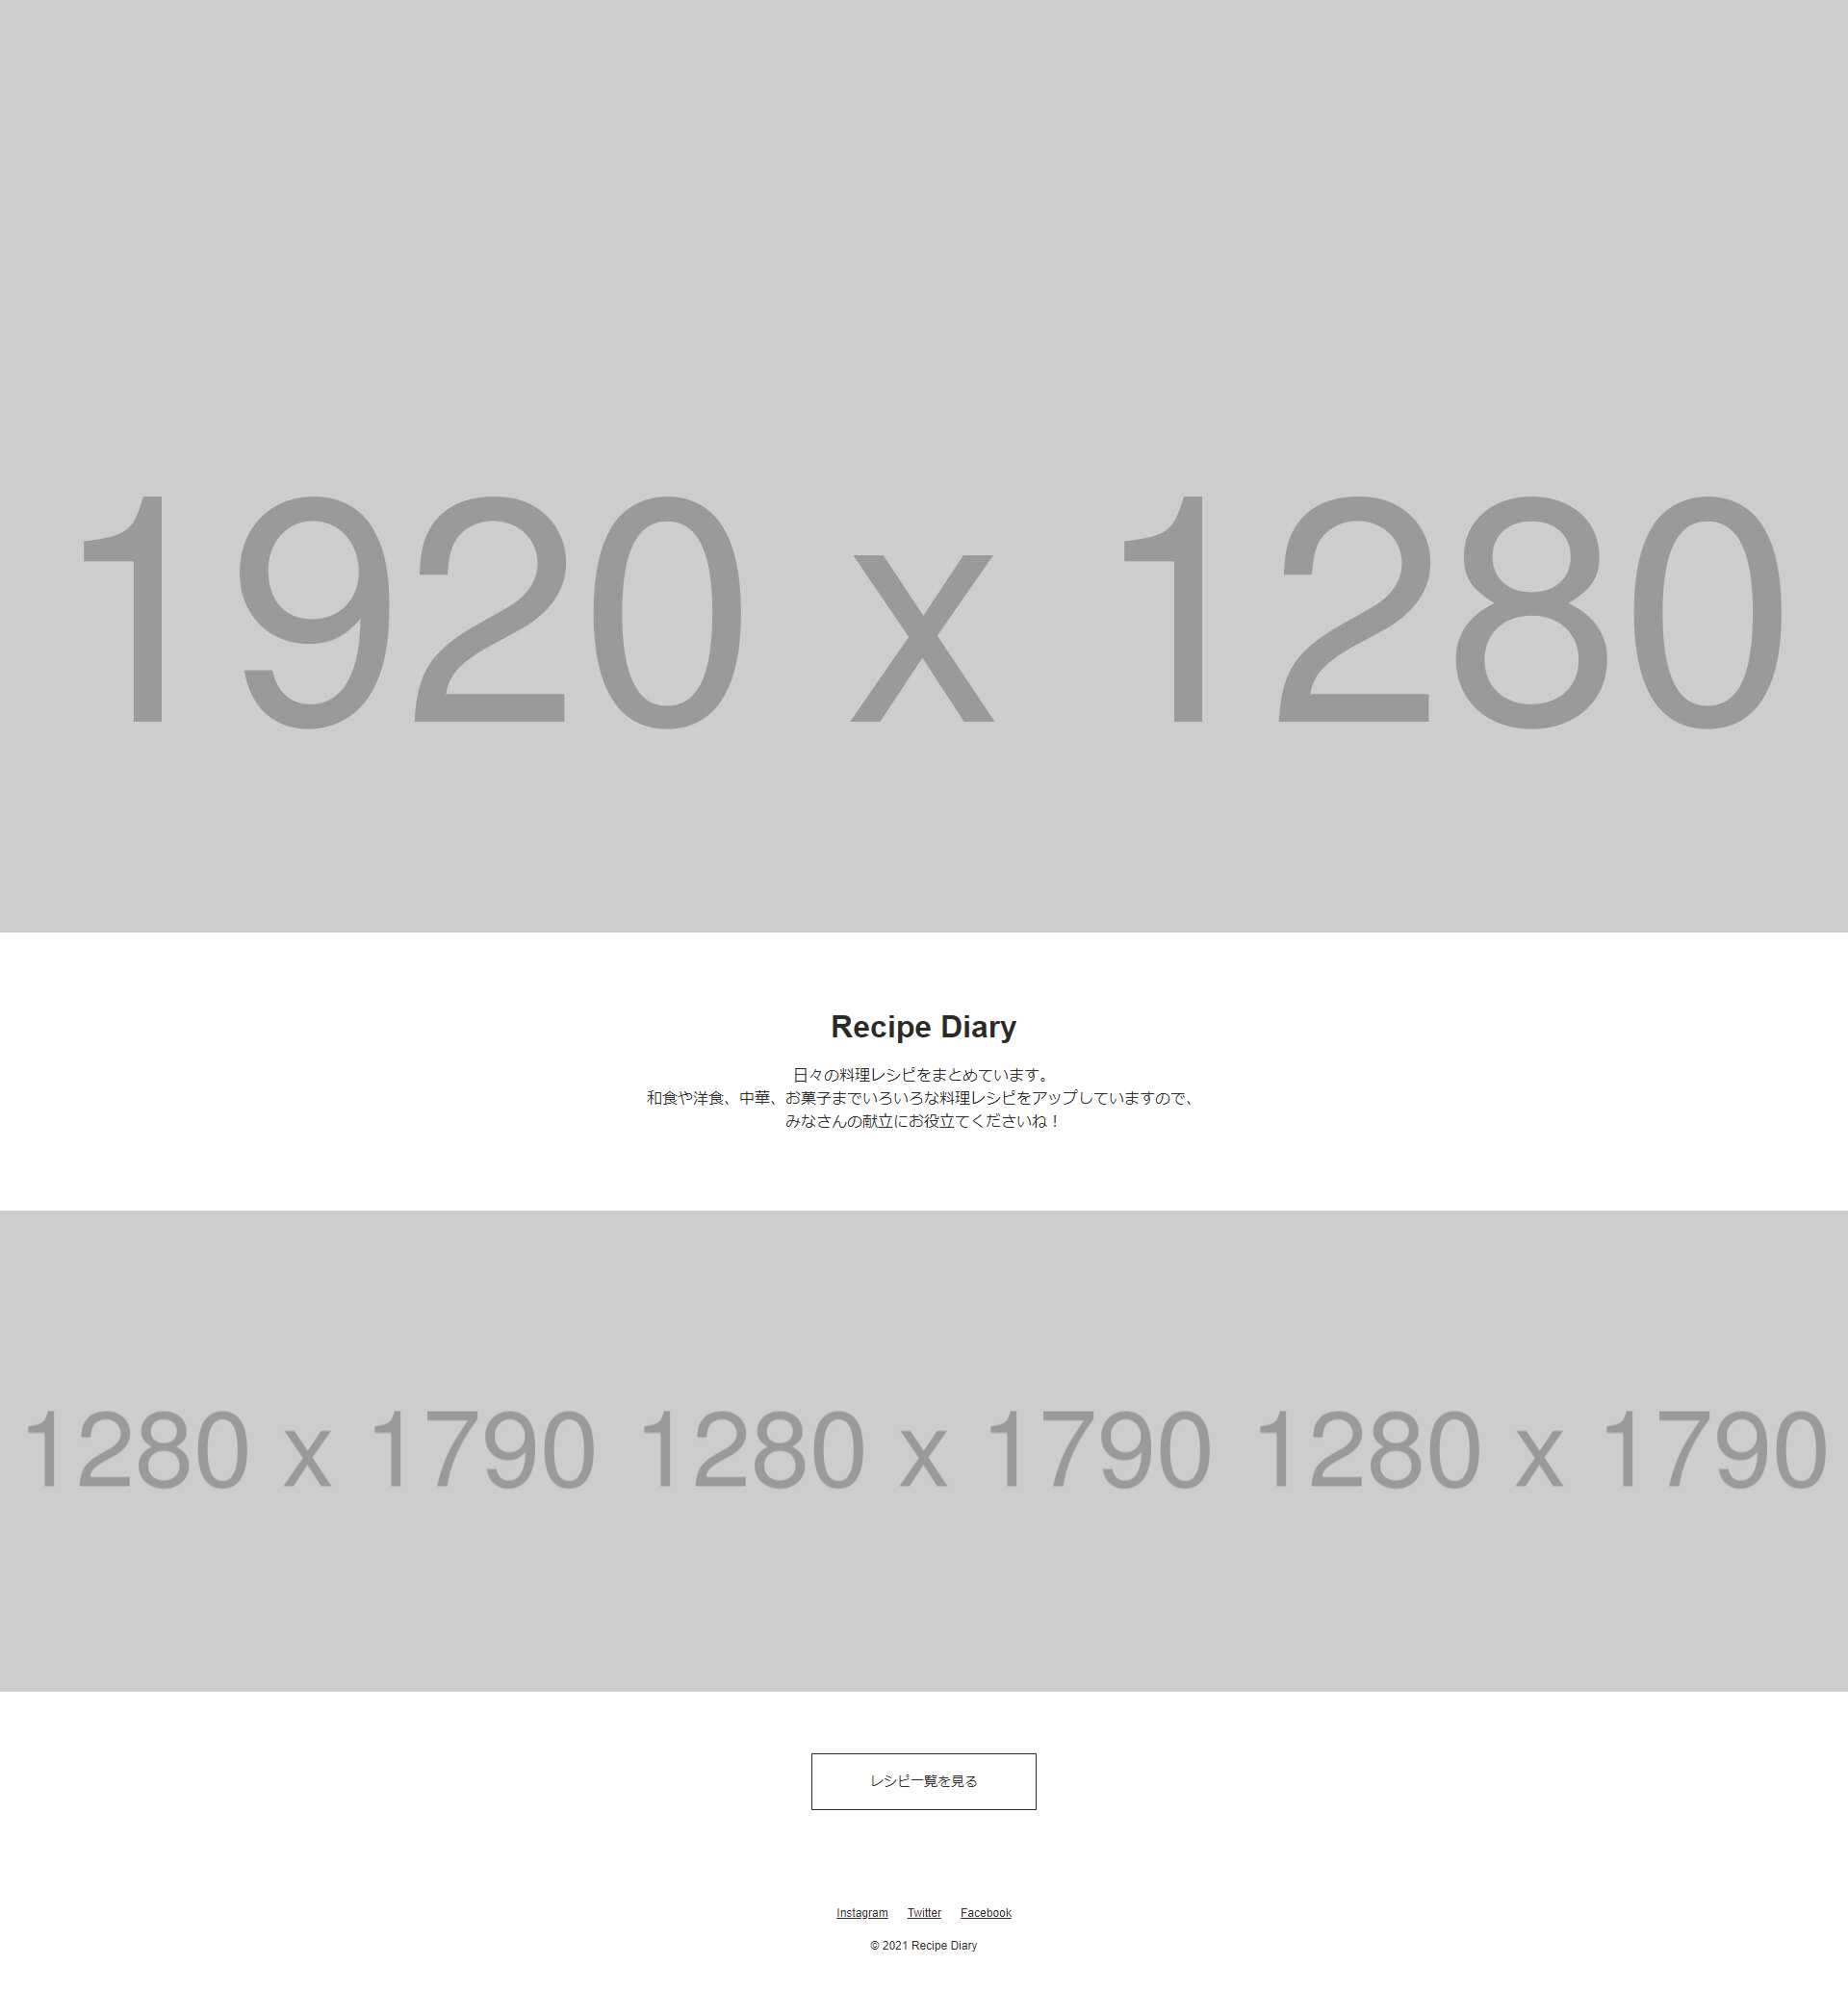 1920 x 1280
Recipe Diary
日々の料理レシピをまとめています。
和食や洋食、中華、お菓子までいろいろな料理レシピをアップしていますので、
みなさんの献立にお役立てくださいね！
1280 x 1790 1280 x 1790 1280 x 1790
レシピ一覧を見る
Instagram Twitter Facebook
© 2021 Recipe Diary